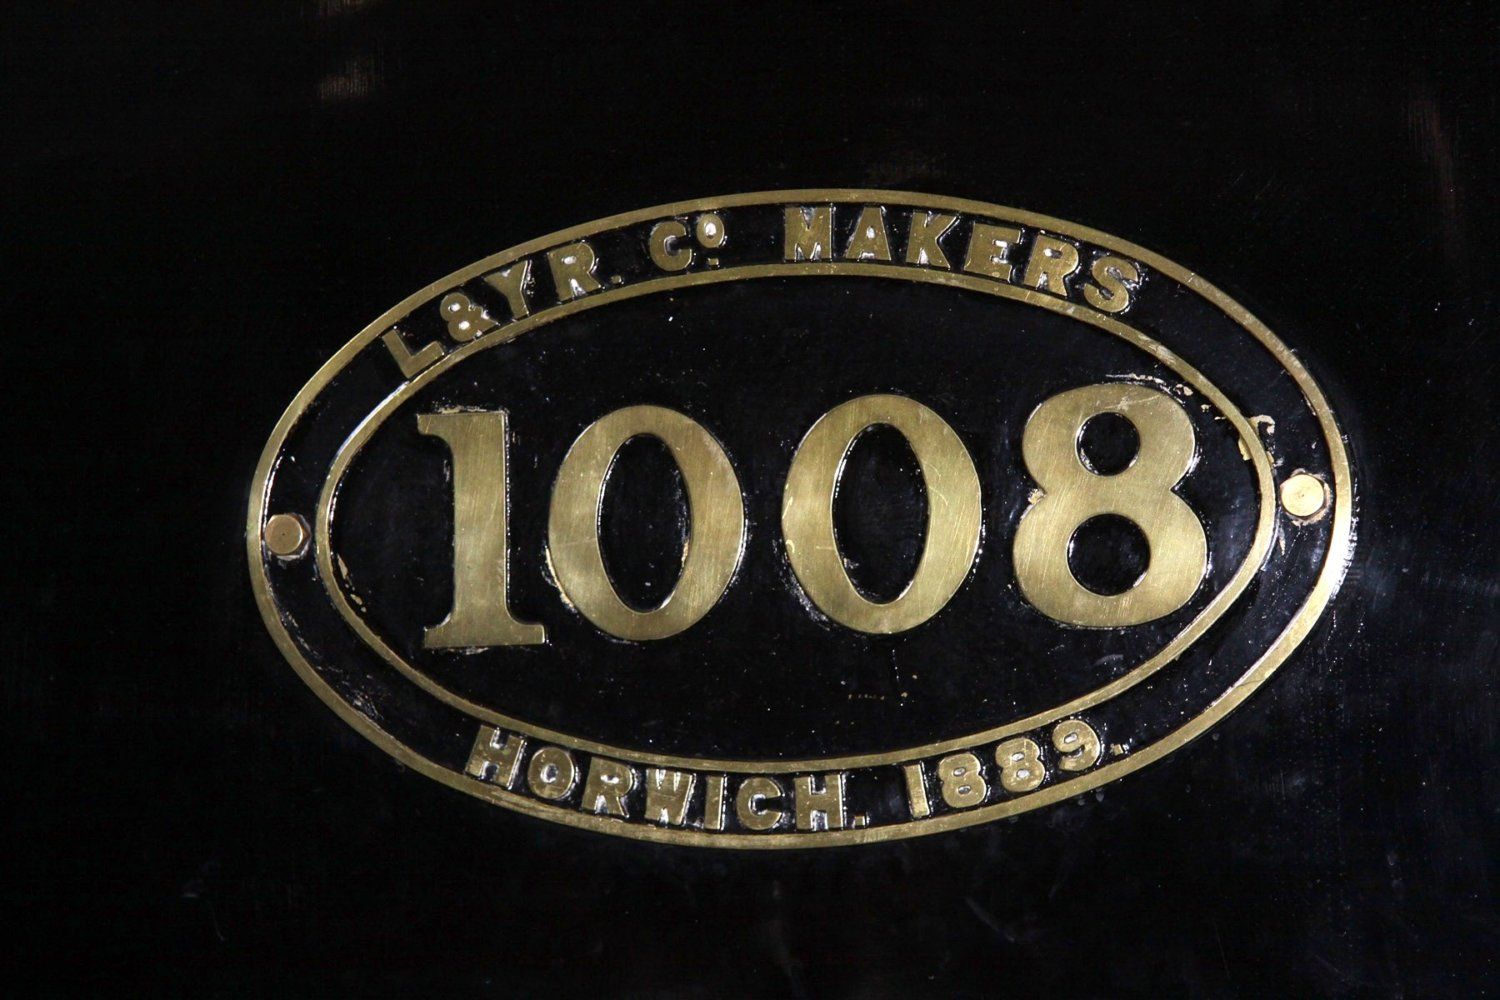 L&YR. Cº MAKERS
1008
HORWICH. 1889.